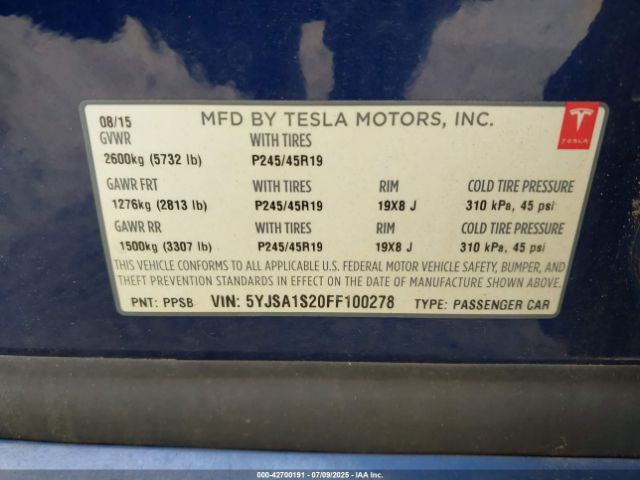 08/15 MFD BY TESLA MOTORS, INC.
GVWR WITH TIRES
2600kg (5732 lb) P245/45R19
TESLA
GAWR FRT WITH TIRES RIM COLD TIRE PRESSURE
1276kg (2813 lb) P245/45R19 19X8 J 310 kPa, 45 psi
GAWR RR WITH TIRES RIM COLD TIRE PRESSURE
1500kg (3307 lb) P245/45R19 19X8 J 310 kPa, 45 psi
THIS VEHICLE CONFORMS TO ALL APPLICABLE U.S. FEDERAL MOTOR VEHICLE SAFETY, BUMPER, AND
THEFT PREVENTION STANDARDS IN EFFECT ON THE DATE OF MANUFACTURE SHOWN ABOVE.
PNT: PPSB VIN: 5YJSA1S20FF100278 TYPE: PASSENGER CAR
000-42700191 - 07/09/2025 - IAAI.COM